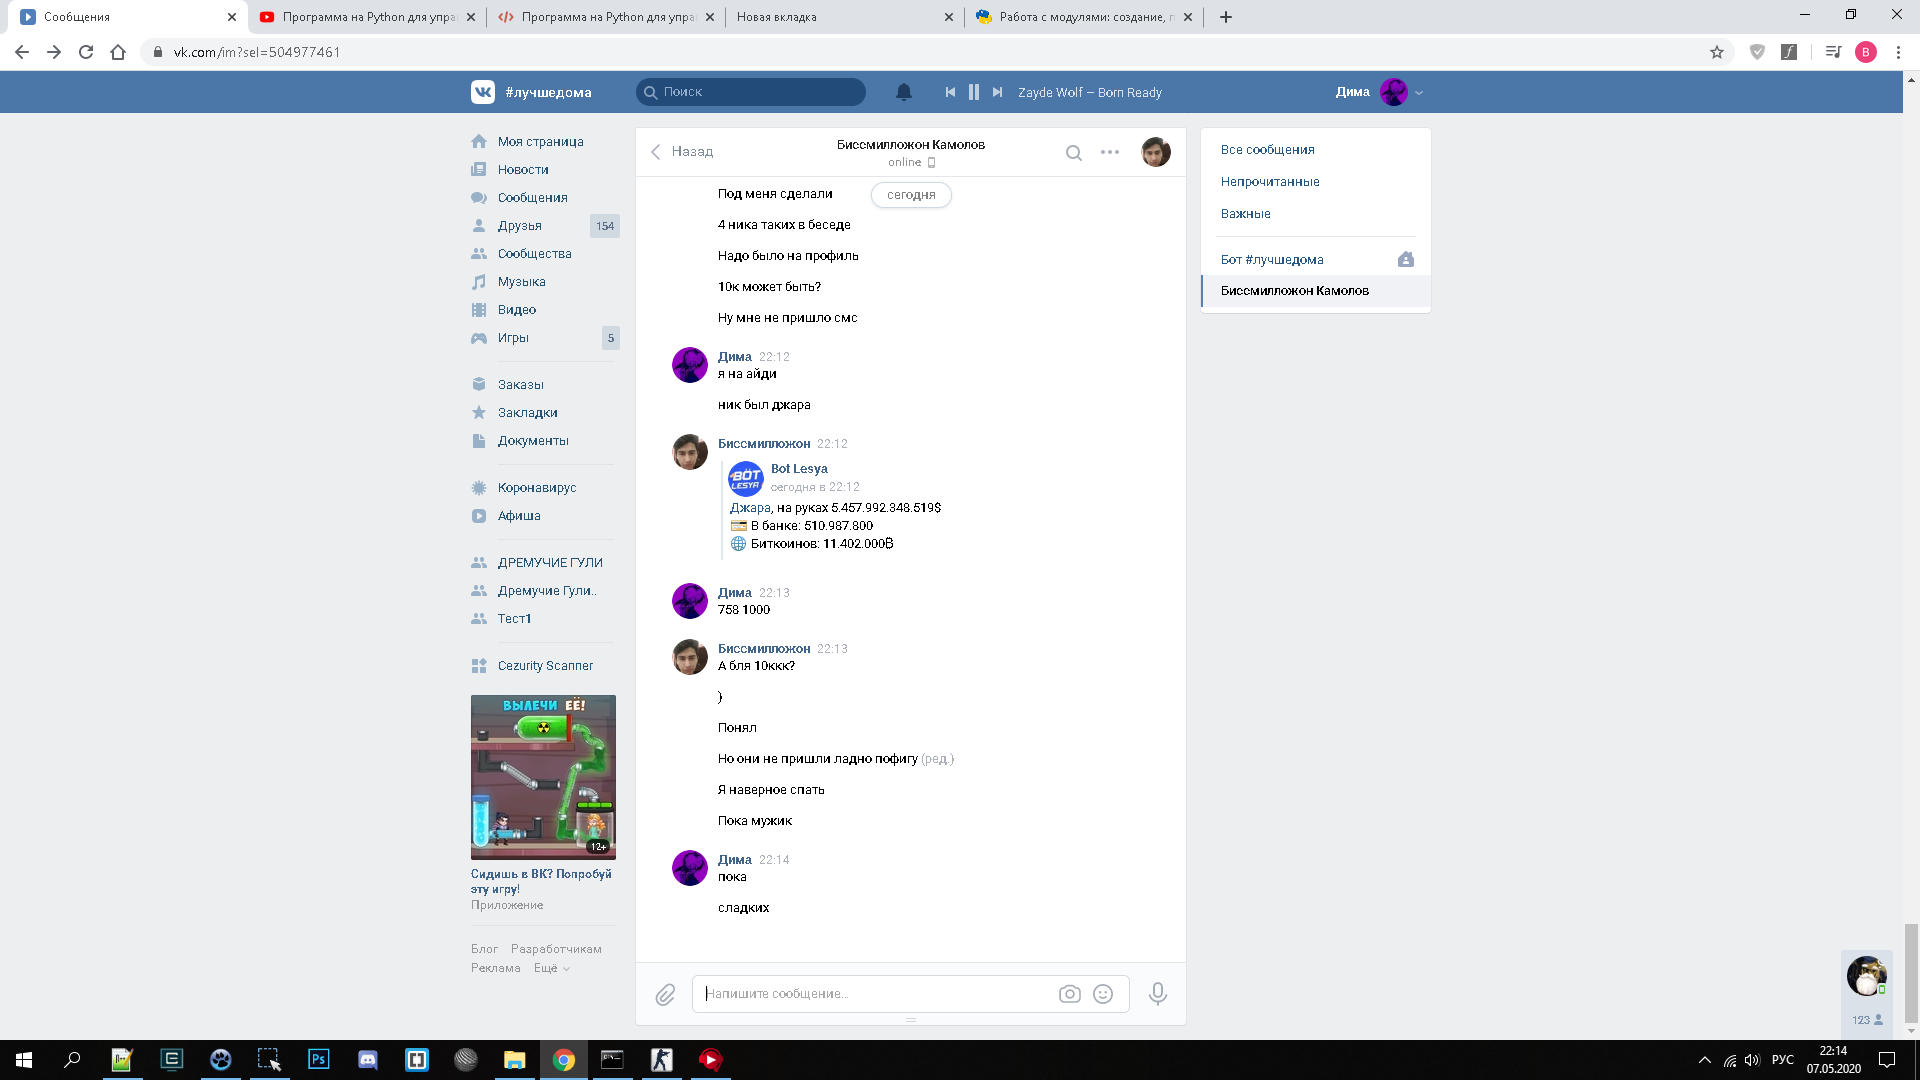 Сообщения
Программа на Python для упра
Программа на Python для упра
Новая вкладка
Работа с модулями: создание, п
vk.com/im?sel=504977461
B
#лучшедома
Поиск
Zayde Wolf – Born Ready
Дима
Моя страница
Новости
Сообщения
Друзья 154
Сообщества
Музыка
Видео
Игры 5
Заказы
Закладки
Документы
Коронавирус
Афиша
ДРЕМУЧИЕ ГУЛИ
Дремучие Гули..
Тест1
Cezurity Scanner
ВЫЛЕЧИ ЕЁ!
12+
Сидишь в ВК? Попробуй
эту игру!
Приложение
Блог Разработчикам
Реклама Ещё
Назад
Биссмилложон Камолов
online
сегодня
Под меня сделали
4 ника таких в беседе
Надо было на профиль
10к может быть?
Ну мне не пришло смс
Дима 22:12
я на айди
ник был джара
Биссмилложон 22:12
BOT
LESYA
Bot Lesya
сегодня в 22:12
Джара, на руках 5.457.992.348.519$
В банке: 510.987.800
Биткоинов: 11.402.000₿
Дима 22:13
758 1000
Биссмилложон 22:13
А бля 10ккк?
)
Понял
Но они не пришли ладно пофигу (ред.)
Я наверное спать
Пока мужик
Дима 22:14
пока
сладких
Напишите сообщение...
Все сообщения
Непрочитанные
Важные
Бот #лучшедома
Биссмилложон Камолов
123
Ps
РУС
22:14
07.05.2020